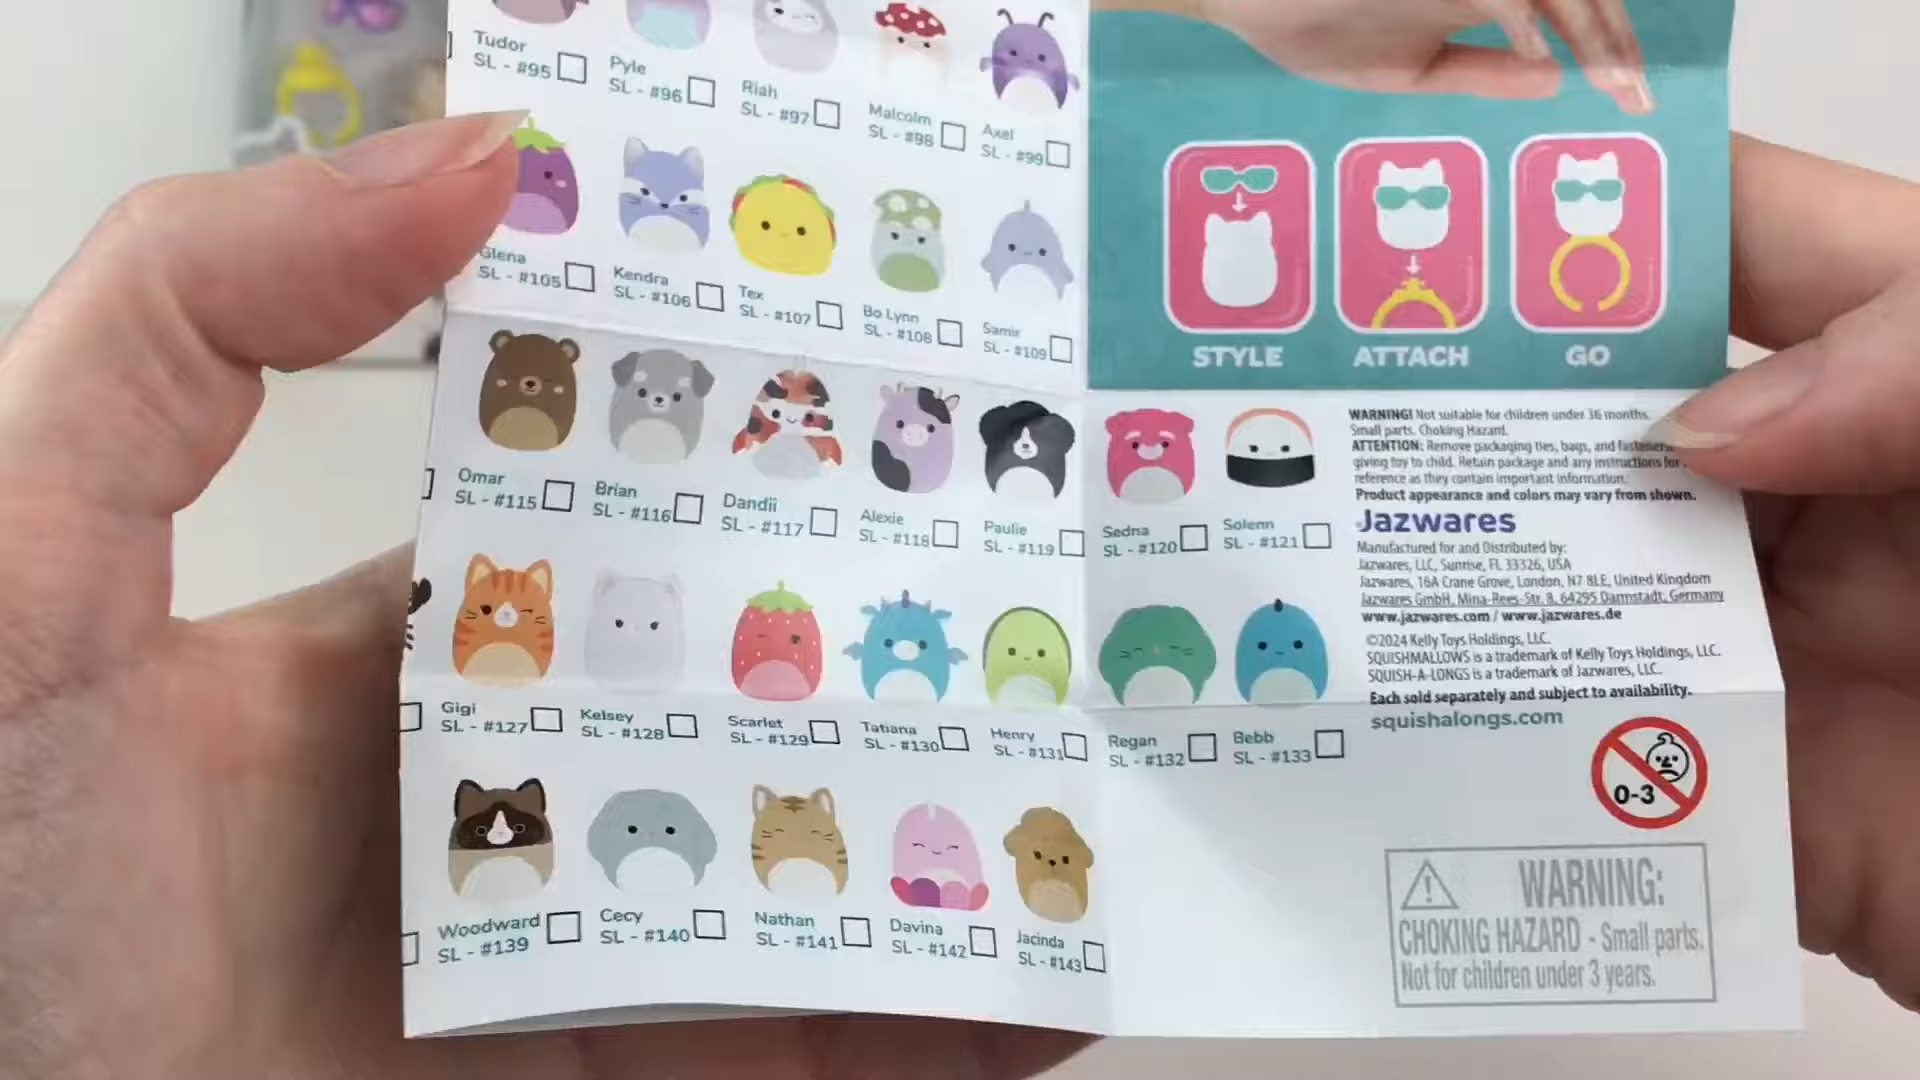 Tudor
SL - #95
Pyle
SL - #96
Riah
SL - #97
Malcolm
SL - #98
Axel
SL - #99
Glena
SL - #105
Kendra
SL - #106
Tex
SL - #107
Bo Lynn
SL - #108
Samir
SL - #109
STYLE
ATTACH
GO
Omar
SL - #115
Brian
SL - #116
Dandii
SL - #117
Alexie
SL - #118
Paulie
SL - #119
Sedna
SL - #120
Solenn
SL - #121
Gigi
SL - #127
Kelsey
SL - #128
Scarlet
SL - #129
Tatiana
SL - #130
Henry
SL - #131
Regan
SL - #132
Bebb
SL - #133
Woodward
SL - #139
Cecy
SL - #140
Nathan
SL - #141
Davina
SL - #142
Jacinda
SL - #143
WARNING! Not suitable for children under 36 months.
Small parts. Choking Hazard.
ATTENTION: Remove packaging ties, bags, and fasteners
giving toy to child. Retain package and any instructions for
reference as they contain important information.
Product appearance and colors may vary from shown.
Jazwares
Manufactured for and Distributed by:
Jazwares, LLC, Sunrise, FL 33326, USA
Jazwares, 16A Crane Grove, London, N7 8LE, United Kingdom
Jazwares GmbH, Mina-Rees-Str. 8, 64295 Darmstadt, Germany
www.jazwares.com / www.jazwares.de
©2024 Kelly Toys Holdings, LLC.
SQUISHMALLOWS is a trademark of Kelly Toys Holdings, LLC.
SQUISH-A-LONGS is a trademark of Jazwares, LLC.
Each sold separately and subject to availability.
squishalongs.com
0-3
WARNING:
CHOKING HAZARD - Small parts.
Not for children under 3 years.